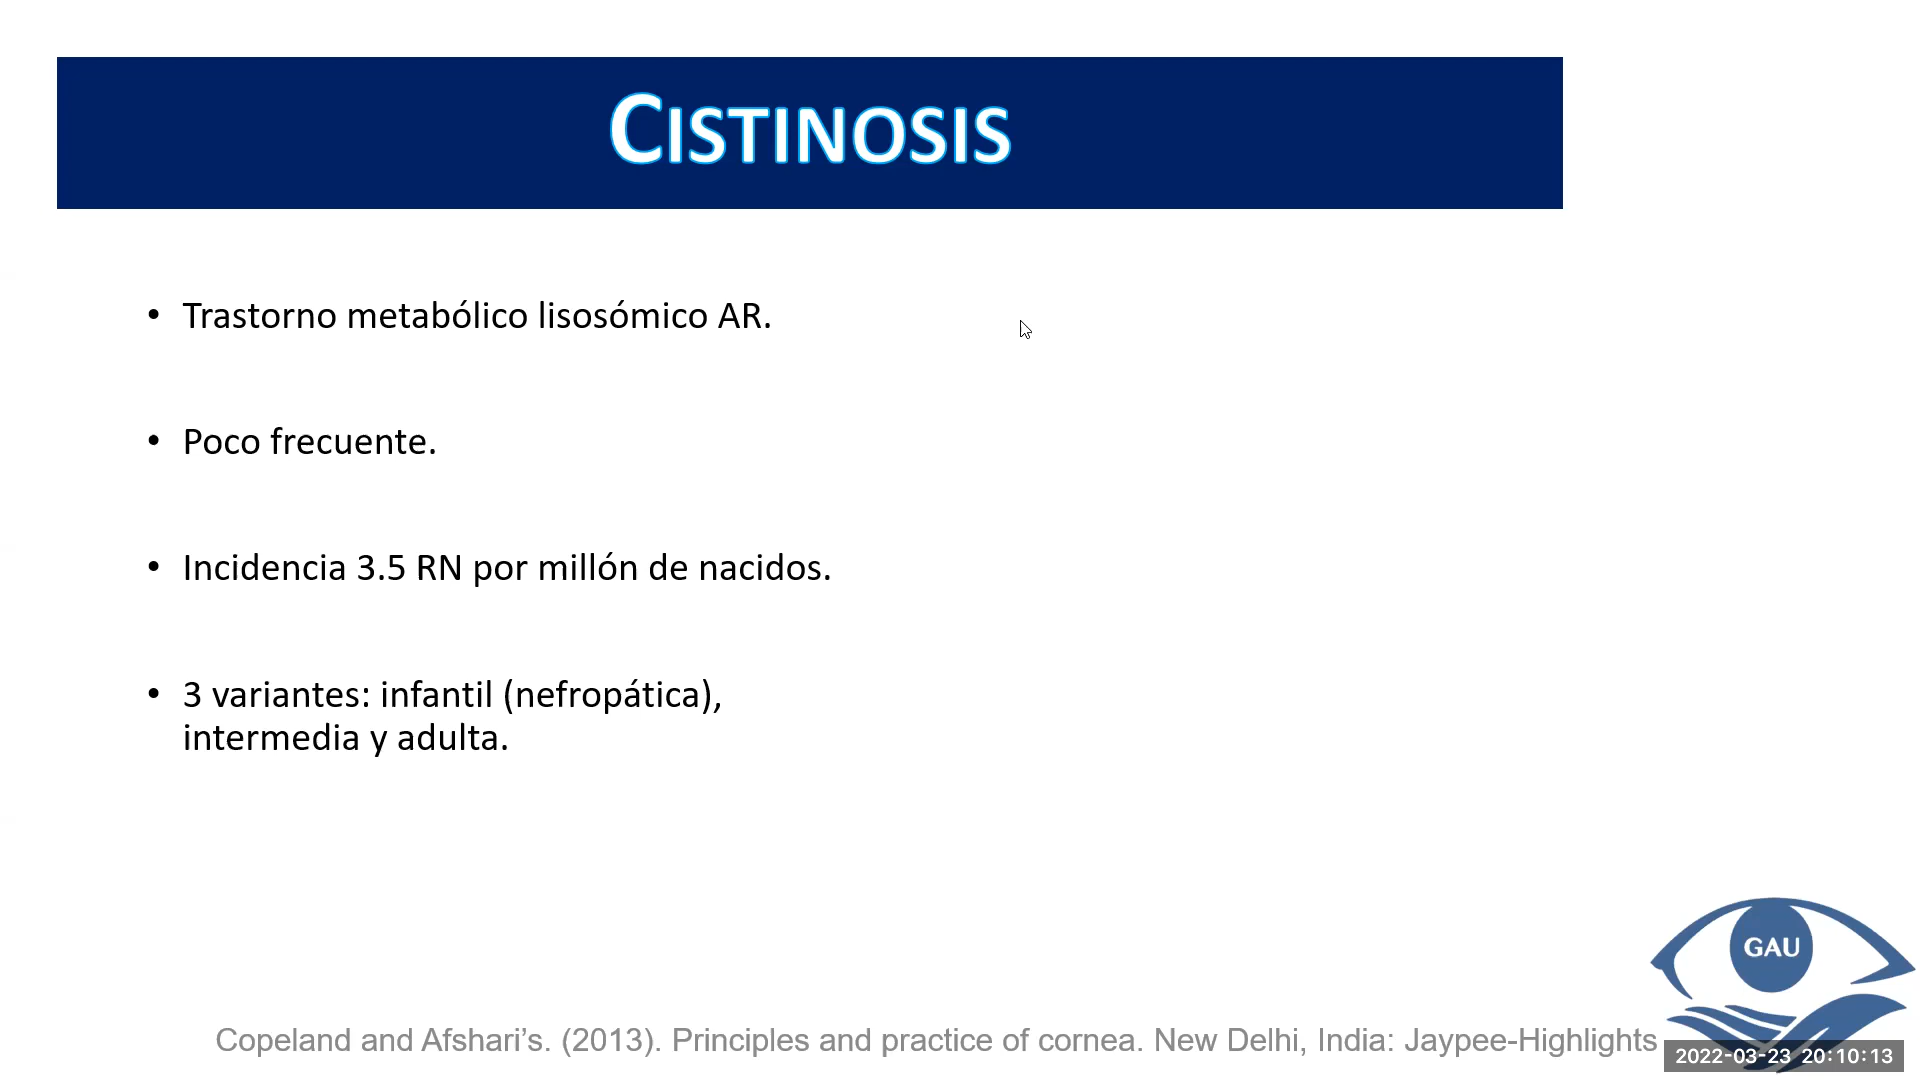 CISTINOSIS
• Trastorno metabólico lisosómico AR.
• Poco frecuente.
• Incidencia 3.5 RN por millón de nacidos.
• 3 variantes: infantil (nefropática),
intermedia y adulta.
GAU
Copeland and Afshari’s. (2013). Principles and practice of cornea. New Delhi, India: Jaypee-Highlights
2022-03-23 20:10:13